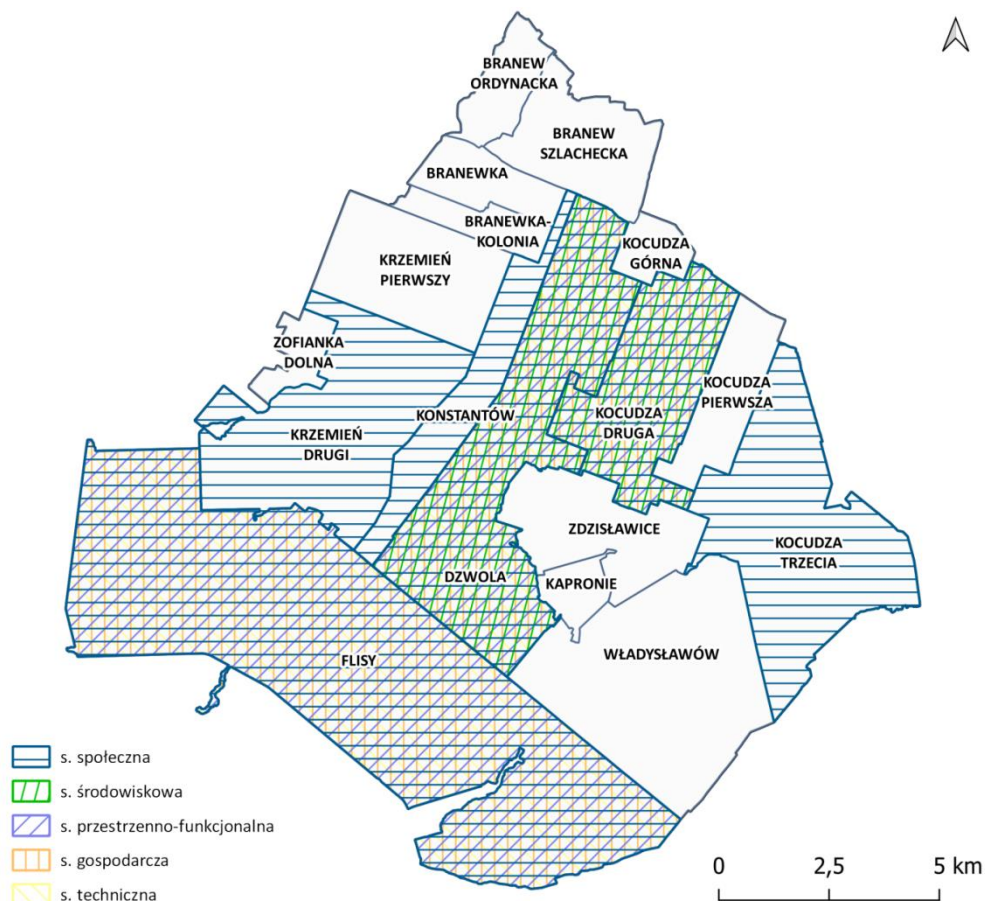 BRANEW
ORDYNACKA
BRANEW
SZLACHECKA
BRANEWKA
BRANEWKA-
KOLONIA
KOCUDZA
GÓRNA
KRZEMIEŃ
PIERWSZY
ZOFIANKA
DOLNA
KOCUDZA
PIERWSZA
KONSTANTÓW
KOCUDZA
DRUGA
KRZEMIEŃ
DRUGI
ZDZISŁAWICE
KOCUDZA
TRZECIA
DZWOLA
KAPRONIE
WŁADYSŁAWÓW
FLISY
s. społeczna
s. środowiskowa
s. przestrzenno-funkcjonalna
s. gospodarcza
s. techniczna
0 2,5 5 km